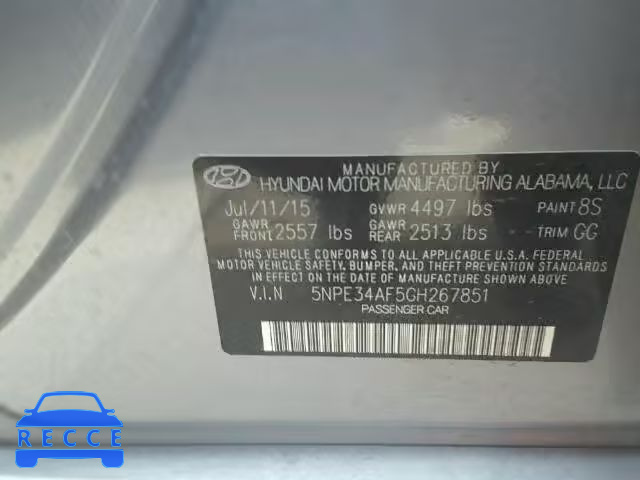 MANUFACTURED BY
HYUNDAI MOTOR MANUFACTURING ALABAMA, LLC
Jul/11/15 GVWR 4497 lbs PAINT 8S
GAWR FRONT 2557 lbs GAWR REAR 2513 lbs TRIM GG
THIS VEHICLE CONFORMS TO ALL APPLICABLE U.S.A. FEDERAL
MOTOR VEHICLE SAFETY, BUMPER, AND THEFT PREVENTION
STANDARDS IN EFFECT ON THE DATE OF MANUFACTURE SHOWN ABOVE.
V.I.N 5NPE34AF5GH267851
PASSENGER CAR
RECCE